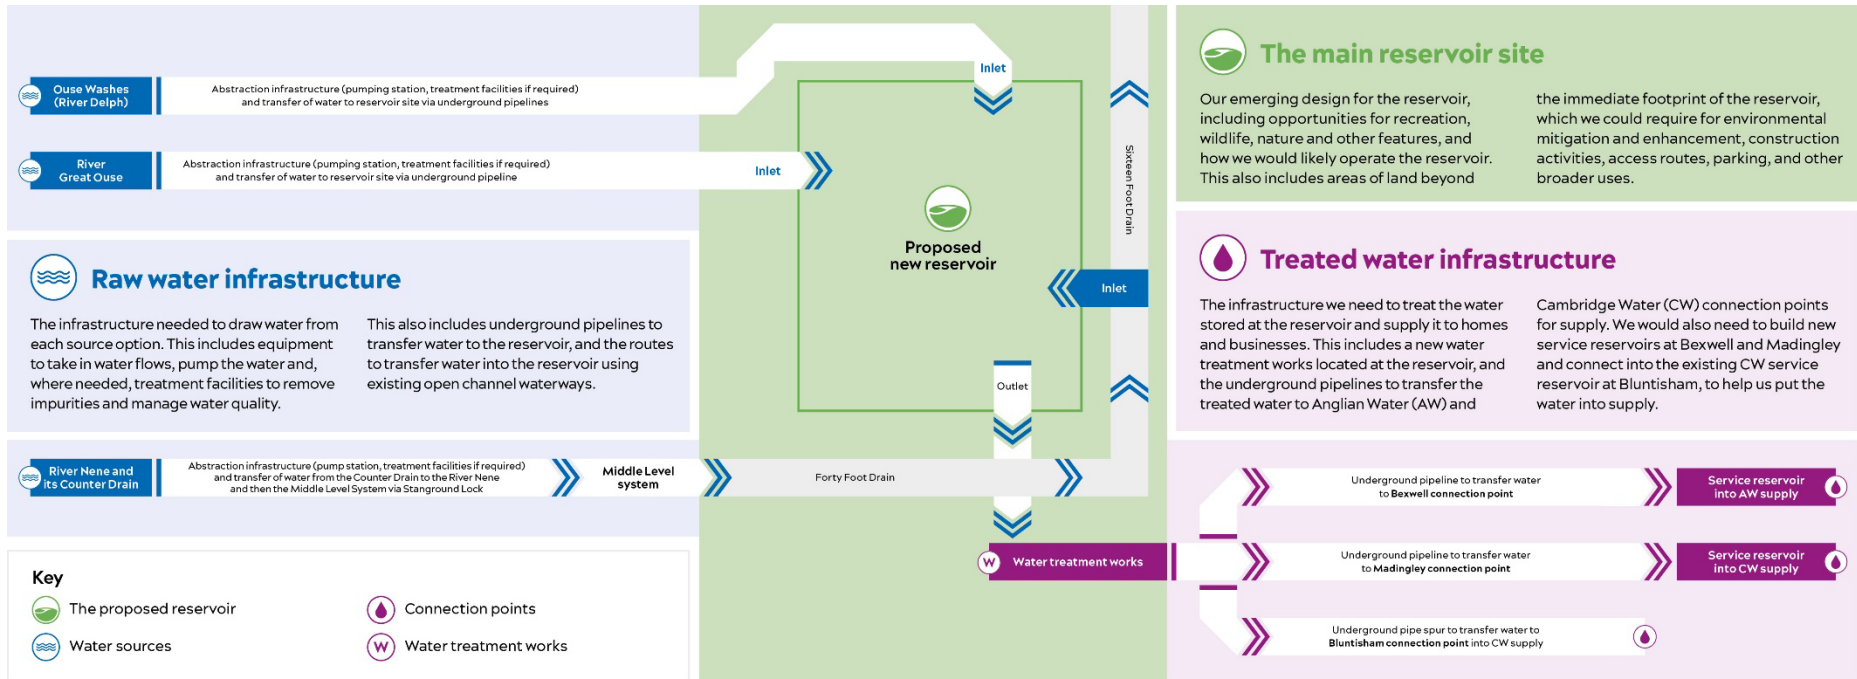 Ouse Washes
(River Delph)
Abstraction infrastructure (pumping station, treatment facilities if required)
and transfer of water to reservoir site via underground pipelines
Inlet
River
Great Ouse
Abstraction infrastructure (pumping station, treatment facilities if required)
and transfer of water to reservoir site via underground pipeline
Inlet
Proposed
new reservoir
Sixteen Foot Drain
Inlet
Outlet
Raw water infrastructure
The infrastructure needed to draw water from
each source option. This includes equipment
to take in water flows, pump the water and,
where needed, treatment facilities to remove
impurities and manage water quality.
This also includes underground pipelines to
transfer water to the reservoir, and the routes
to transfer water into the reservoir using
existing open channel waterways.
River Nene and
its Counter Drain
Abstraction infrastructure (pump station, treatment facilities if required)
and transfer of water from the Counter Drain to the River Nene
and then the Middle Level System via Stanground Lock
Middle Level
system
Forty Foot Drain
W
Water treatment works
The main reservoir site
Our emerging design for the reservoir,
including opportunities for recreation,
wildlife, nature and other features, and
how we would likely operate the reservoir.
This also includes areas of land beyond
the immediate footprint of the reservoir,
which we could require for environmental
mitigation and enhancement, construction
activities, access routes, parking, and other
broader uses.
Treated water infrastructure
The infrastructure we need to treat the water
stored at the reservoir and supply it to homes
and businesses. This includes a new water
treatment works located at the reservoir, and
the underground pipelines to transfer the
treated water to Anglian Water (AW) and
Cambridge Water (CW) connection points
for supply. We would also need to build new
service reservoirs at Bexwell and Madingley
and connect into the existing CW service
reservoir at Bluntisham, to help us put the
water into supply.
Underground pipeline to transfer water
to Bexwell connection point
Service reservoir
into AW supply
Underground pipeline to transfer water
to Madingley connection point
Service reservoir
into CW supply
Underground pipe spur to transfer water to
Bluntisham connection point into CW supply
Key
The proposed reservoir
Water sources
Connection points
W
Water treatment works